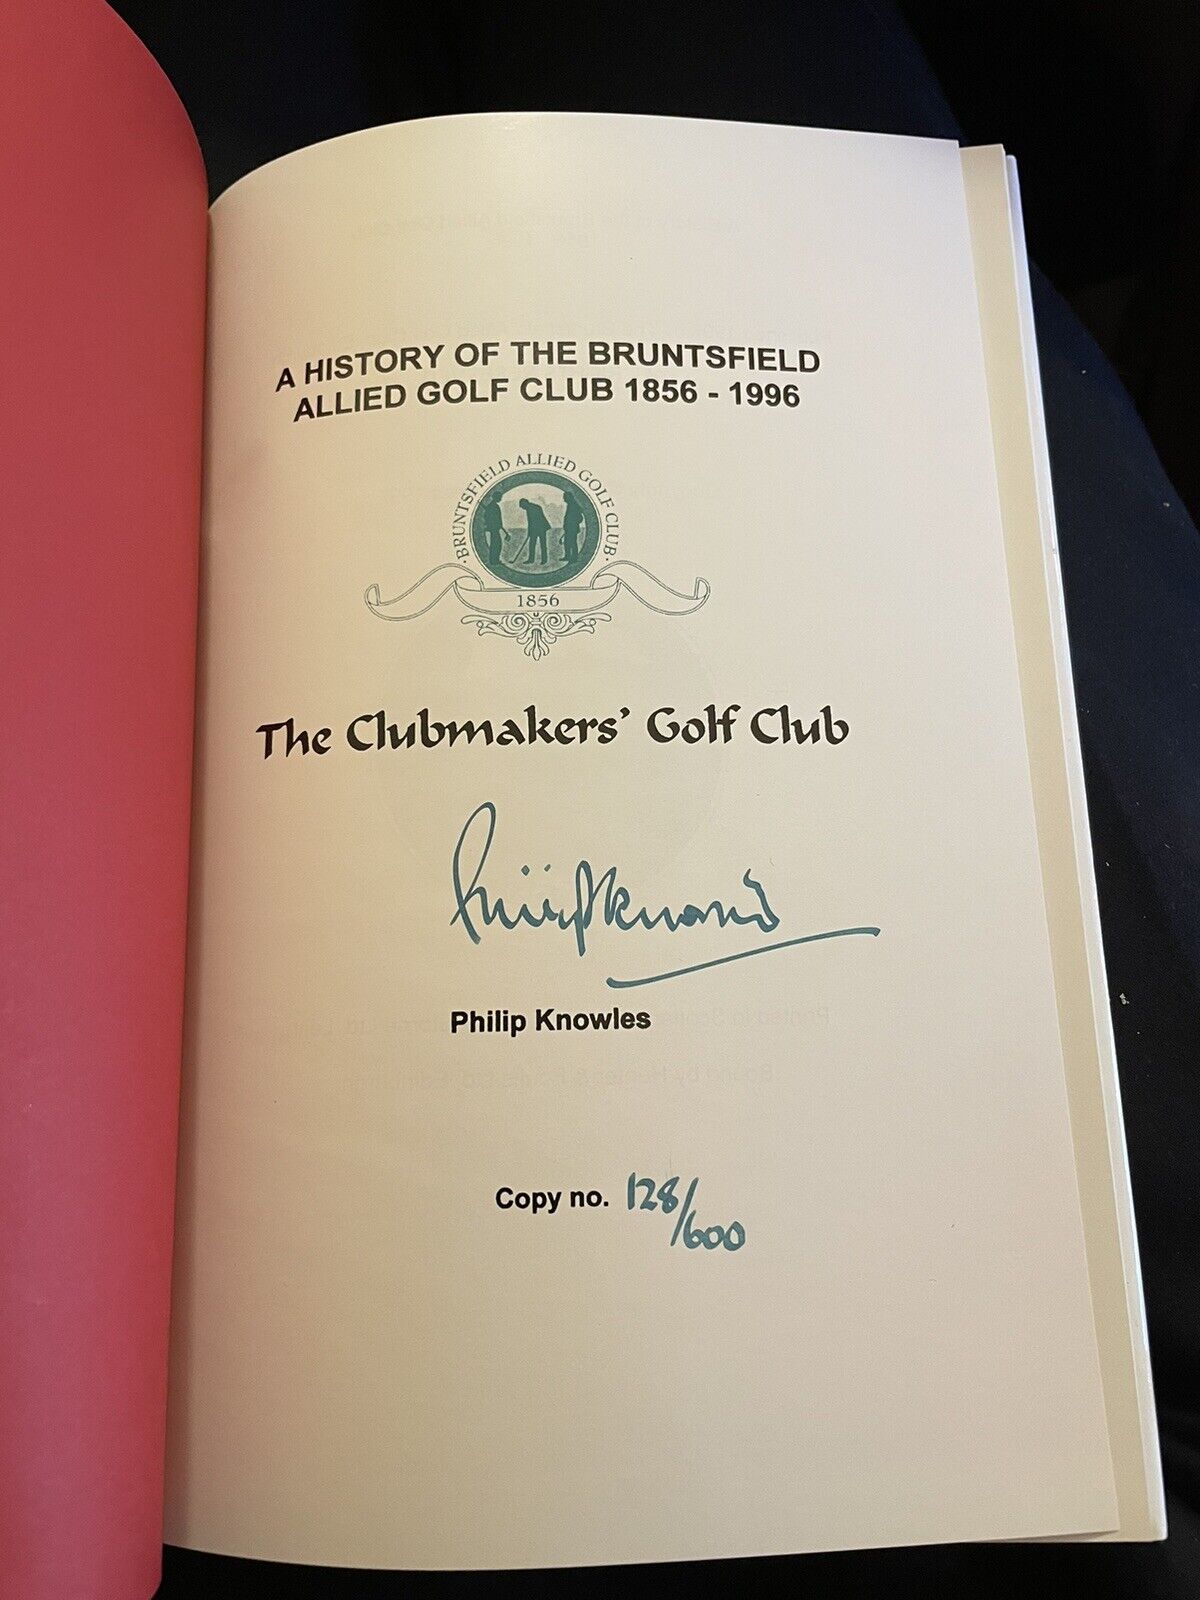 A HISTORY OF THE BRUNTSFIELD
ALLIED GOLF CLUB 1856 - 1996
· BRUNTSFIELD ALLIED GOLF CLUB ·
1856
The Clubmakers' Golf Club
Philip Knowles
Philip Knowles
Copy no. 128/600